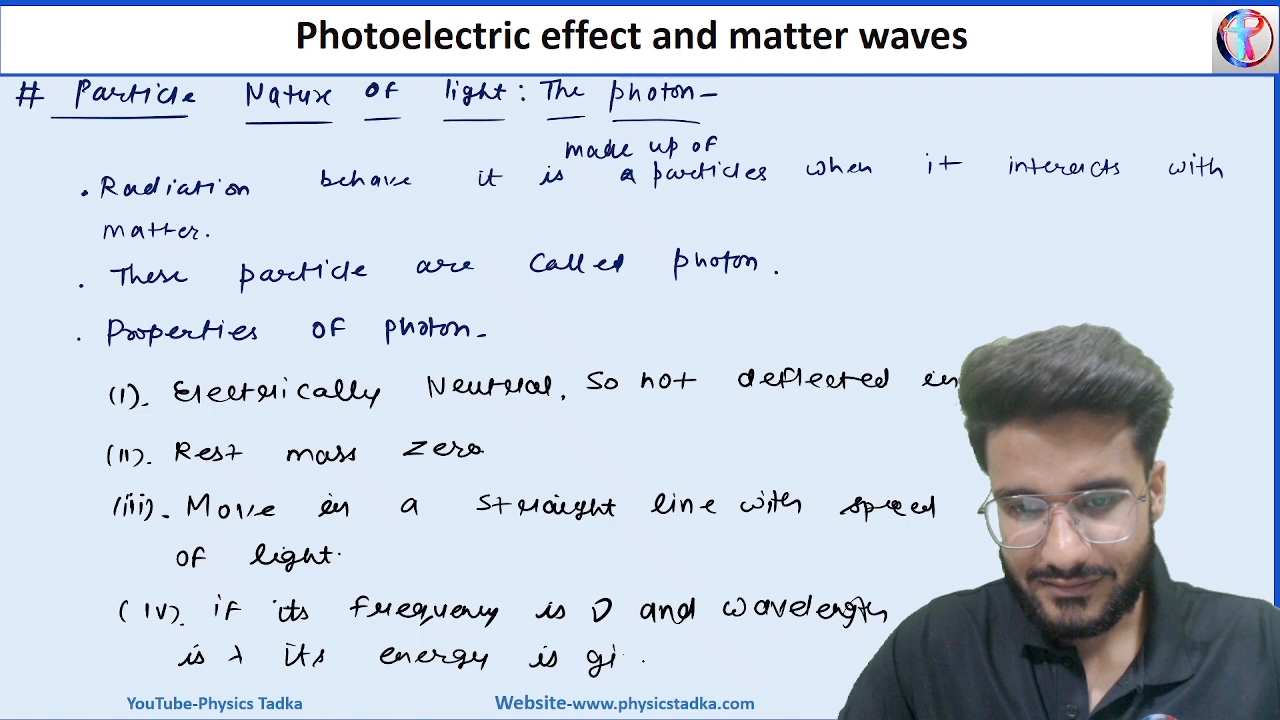 Photoelectric effect and matter waves
# Particle Nature of light: The photon-
made up of
. Radiation behave it is a particles when it interacts with
matter.
. These particle are called photon.
. Properties of photon-
(i). Electrically Neutral, so not deflected in
(ii). Rest mass zero
(iii). Move in a straight line with speed
of light.
(iv). if its frequency is ν and wavelength
is λ its energy is gi
YouTube-Physics Tadka
Website-www.physicstadka.com